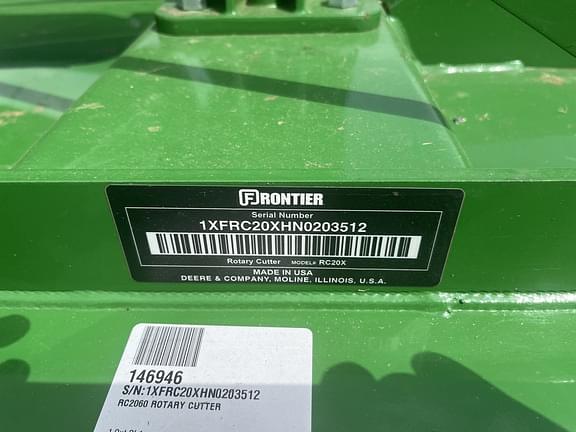 FRONTIER
Serial Number
1XFRC20XHN0203512
Rotary Cutter MODEL# RC20X
MADE IN USA
DEERE & COMPANY, MOLINE, ILLINOIS, U.S.A.
146946
S/N:1XFRC20XHN0203512
RC2060 ROTARY CUTTER